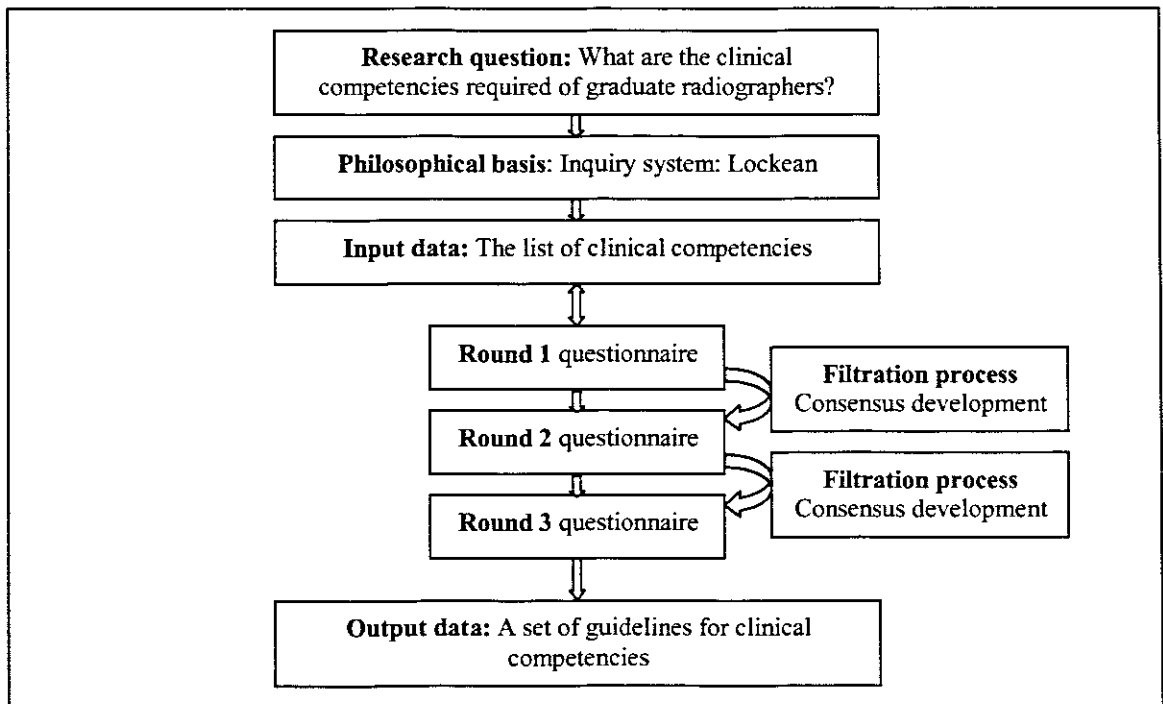 Research question: What are the clinical
competencies required of graduate radiographers?
Philosophical basis: Inquiry system: Lockean
Input data: The list of clinical competencies
Round 1 questionnaire
Filtration process
Consensus development
Round 2 questionnaire
Filtration process
Consensus development
Round 3 questionnaire
Output data: A set of guidelines for clinical
competencies